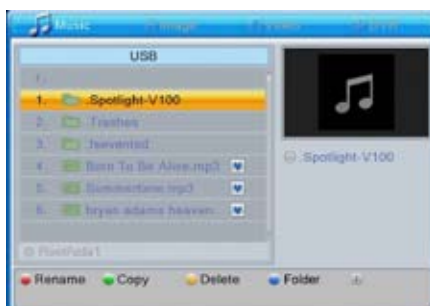 Music Image
USB
1. .Spotlight-V100
2. .Trashes
3. .fseventsd
4. Born To Be Alive.mp3
5. Summertime.mp3
6. bryan adams heaven
.Spotlight-V100
Rename Copy Delete Folder